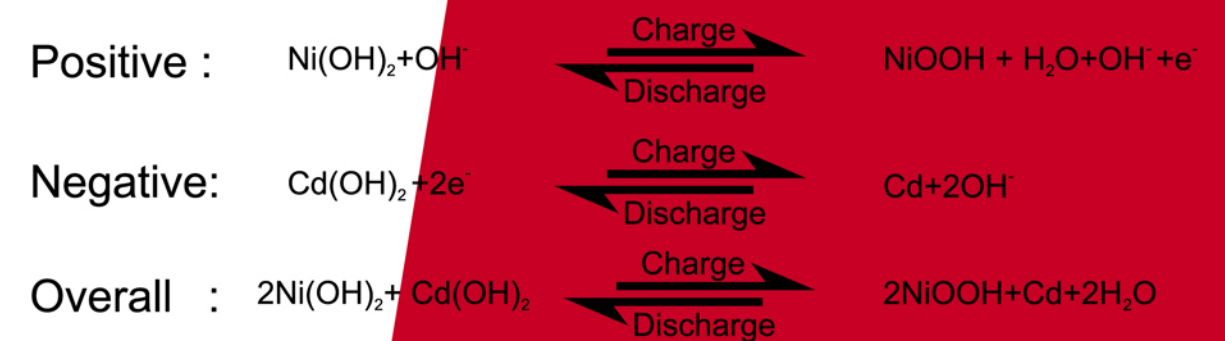 Charge
Positive : Ni(OH)₂+OH⁻ NiOOH + H₂O+OH⁻+e⁻
Discharge
Charge
Negative: Cd(OH)₂+2e⁻ Cd+2OH⁻
Discharge
Charge
Overall : 2Ni(OH)₂+ Cd(OH)₂ 2NiOOH+Cd+2H₂O
Discharge